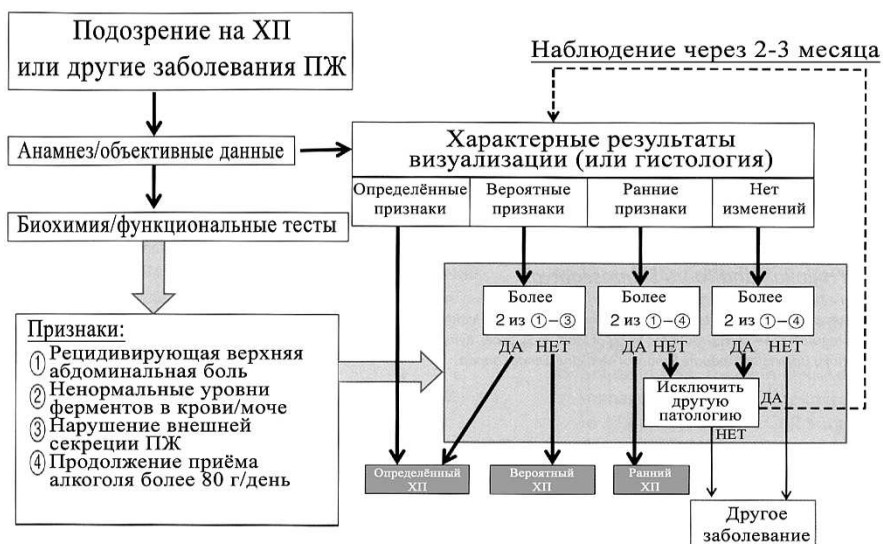 Подозрение на ХП
или другие заболевания ПЖ
Наблюдение через 2-3 месяца
Анамнез/объективные данные
Характерные результаты
визуализации (или гистология)
Определённые
признаки
Вероятные
признаки
Ранние
признаки
Нет
изменений
Биохимия/функциональные тесты
Более
2 из ①–③
Более
2 из ①–④
Более
2 из ①–④
ДА НЕТ
ДА НЕТ
ДА НЕТ
Признаки:
① Рецидивирующая верхняя
абдоминальная боль
② Ненормальные уровни
ферментов в крови/моче
③ Нарушение внешней
секреции ПЖ
④ Продолжение приёма
алкоголя более 80 г/день
Исключить
другую
патологию
ДА
НЕТ
Определённый
ХП
Вероятный
ХП
Ранний
ХП
Другое
заболевание